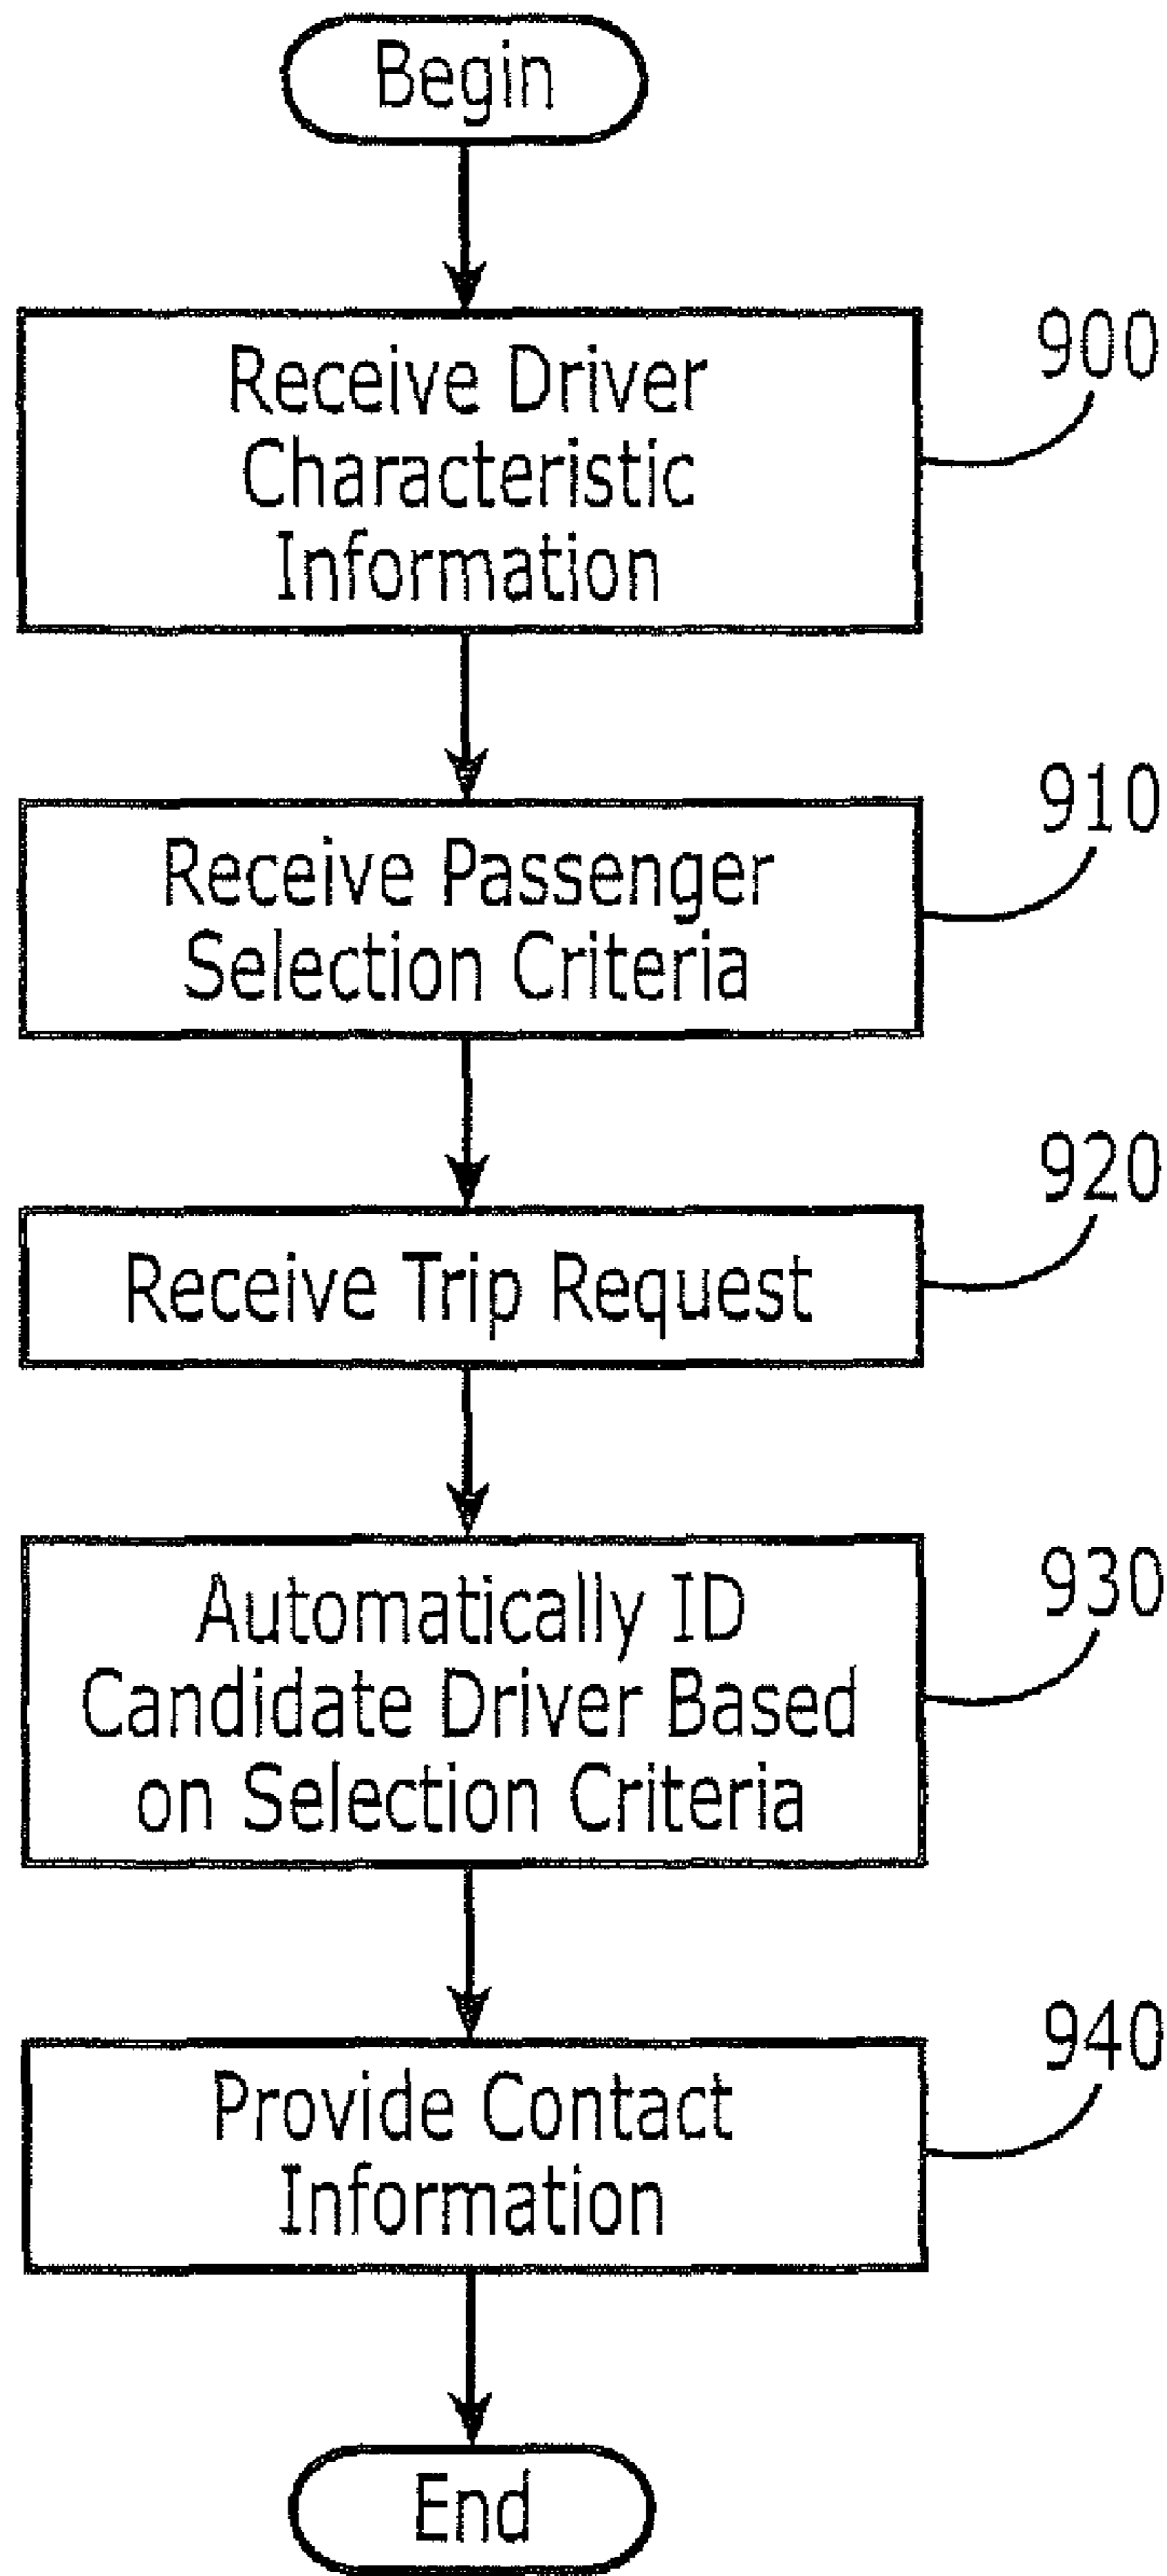 Begin
Receive Driver
Characteristic
Information
900
Receive Passenger
Selection Criteria
910
Receive Trip Request
920
Automatically ID
Candidate Driver Based
on Selection Criteria
930
Provide Contact
Information
940
End